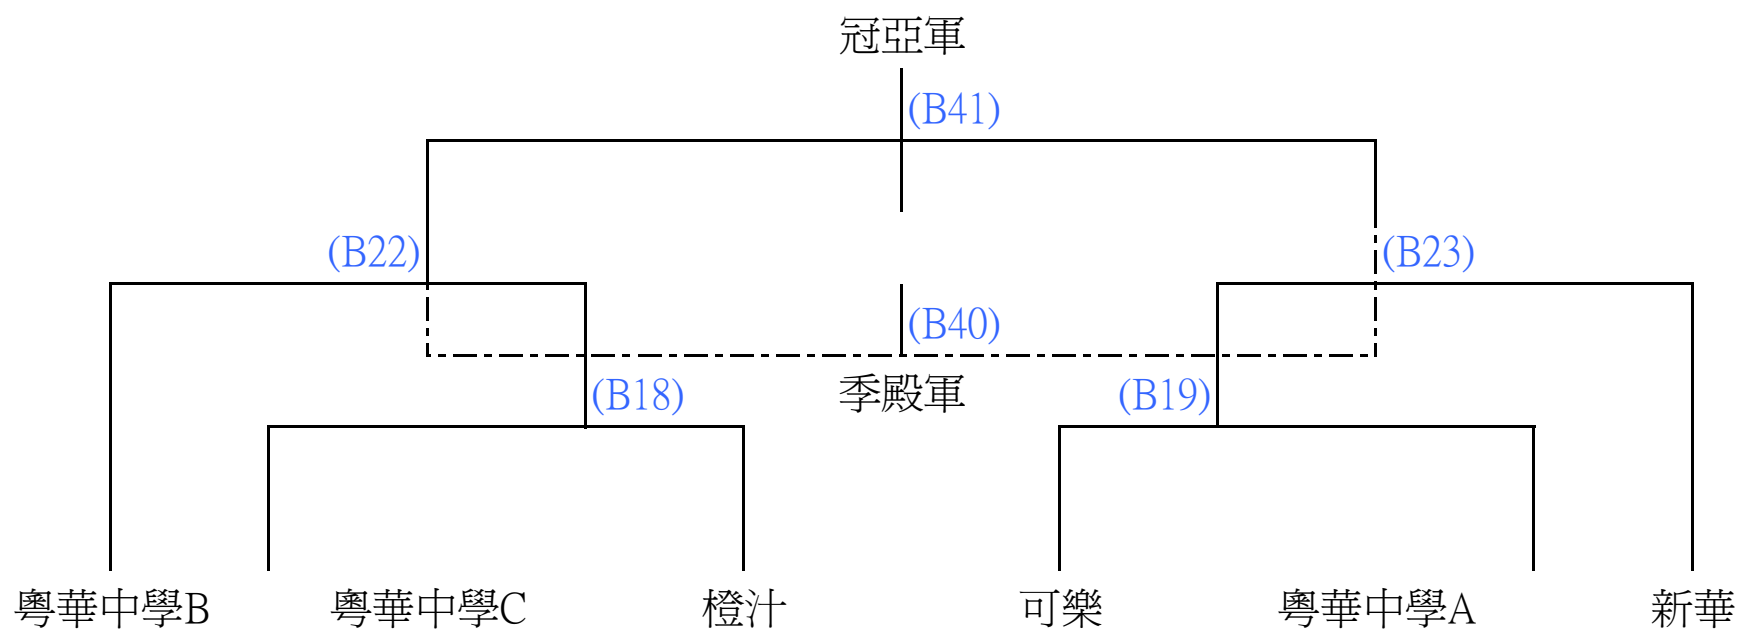 冠亞軍
(B41)
(B22)
(B23)
(B40)
季殿軍
(B18)
(B19)
粵華中學B
粵華中學C
橙汁
可樂
粵華中學A
新華